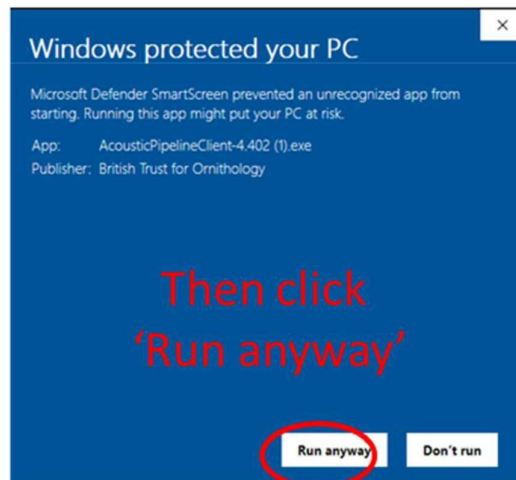 Windows protected your PC
Microsoft Defender SmartScreen prevented an unrecognized app from
starting. Running this app might put your PC at risk.
App: AcousticPipelineClient-4.402 (1).exe
Publisher: British Trust for Ornithology
Then click
'Run anyway'
Run anyway Don't run